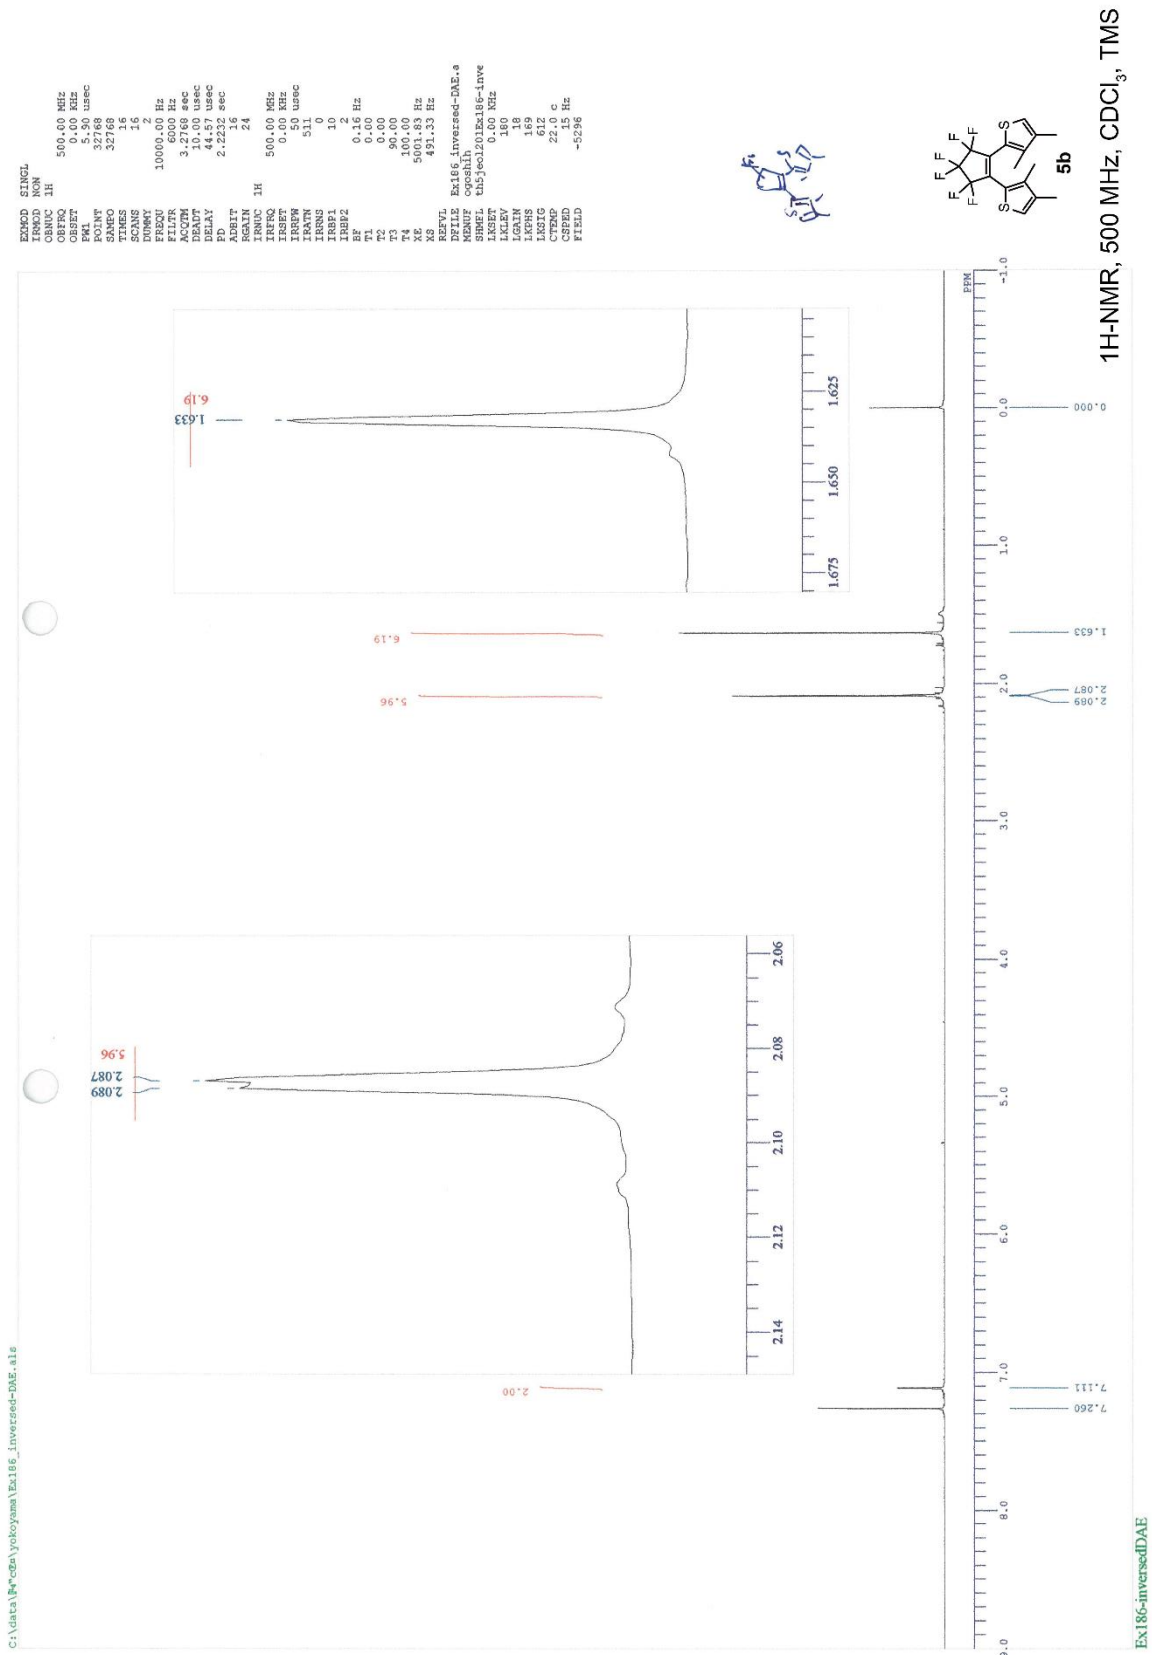 C:\data\
yokoyama\Ex186_inversed-DAE.als
EXMOD SINGL
IRMOD NON
OBNUC 1H
OBFRQ 500.00 MHz
OBSET 0.00 KHz
PW1 5.90 usec
POINT 32768
SAMPO 32768
TIMES 16
SCANS 16
DUMMY 2
FREQU 10000.00 Hz
FILTR 6000 Hz
ACQTM 3.2768 sec
DEADT 10.00 usec
DELAY 44.57 usec
PD 2.2232 sec
ADBIT 16
RGAIN 24
IRNUC 1H
IRFRQ 500.00 MHz
IRSET 0.00 KHz
IRRPW 50 usec
IRATN 511
IRRNS 0
IRBP1 10
IRBP2 2
BF 0.16 Hz
T1 0.00
T2 0.00
T3 90.00
T4 100.00
XE 5001.83 Hz
XS 491.33 Hz
REFVL
DFILE Ex186_inversed-DAE.a
MENUF ogoshih
SHMFL th5jeol201Ex186-inve
LKSET 0.00 KHz
LKLEV 180
LGAIN 18
LKPHS 169
LKSIG 612
CTEMP 22.0 c
CSPED 15 Hz
FIELD -5296
5.96
2.089 2.087
2.14 2.12 2.10 2.08 2.06
6.19
1.633
1.675 1.650 1.625
2.00
5.96
6.19
PPM
9.0 8.0 7.0 6.0 5.0 4.0 3.0 2.0 1.0 0.0 -1.0
7.260
7.111
2.089
2.087
1.633
0.000
F F F F F F
S S
5b
1H-NMR, 500 MHz, CDCl₃, TMS
Ex186-inversedDAE